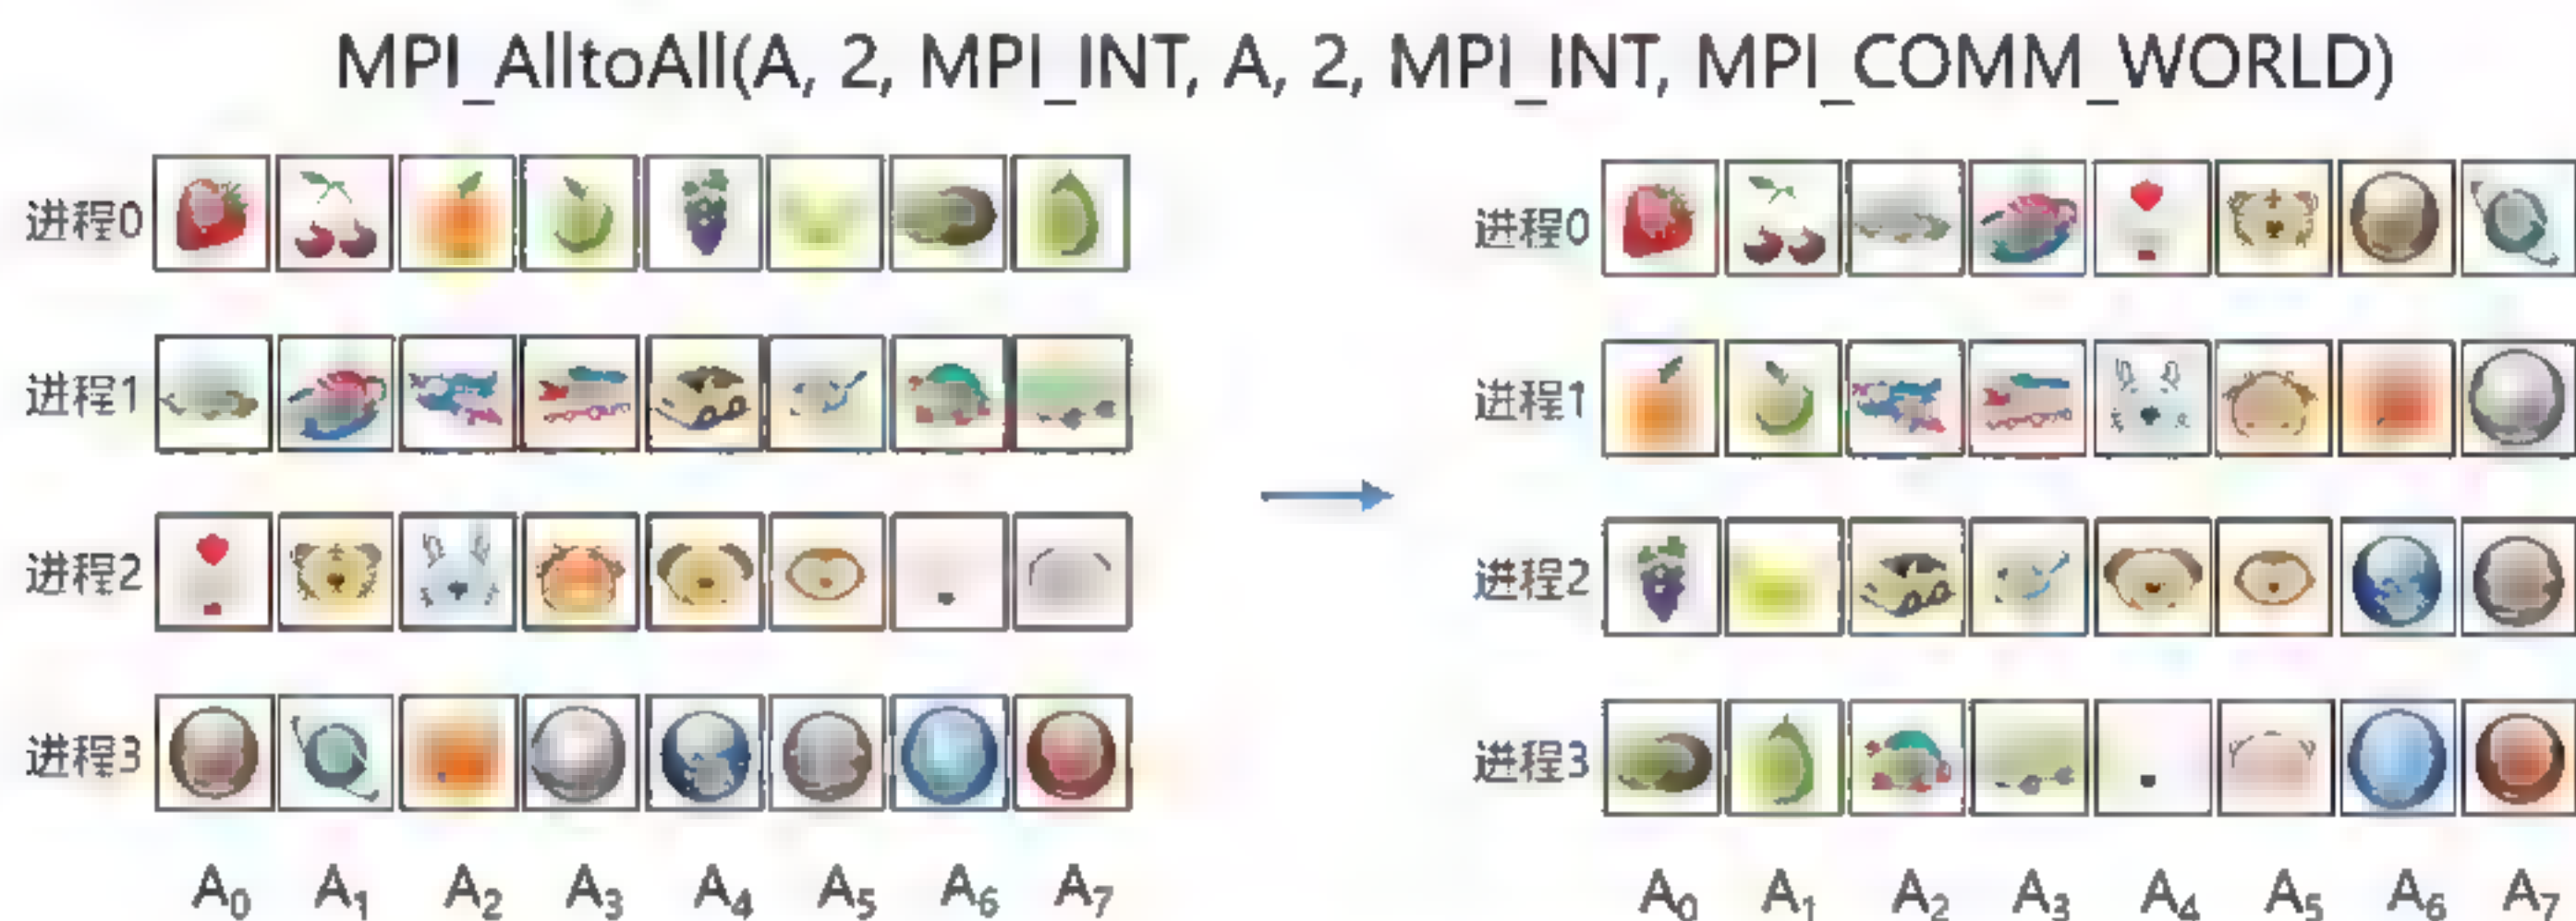 MPI_AlltoAll(A, 2, MPI_INT, A, 2, MPI_INT, MPI_COMM_WORLD)
进程0 进程0
进程1 进程1
进程2 进程2
进程3 进程3
A0 A1 A2 A3 A4 A5 A6 A7 A0 A1 A2 A3 A4 A5 A6 A7